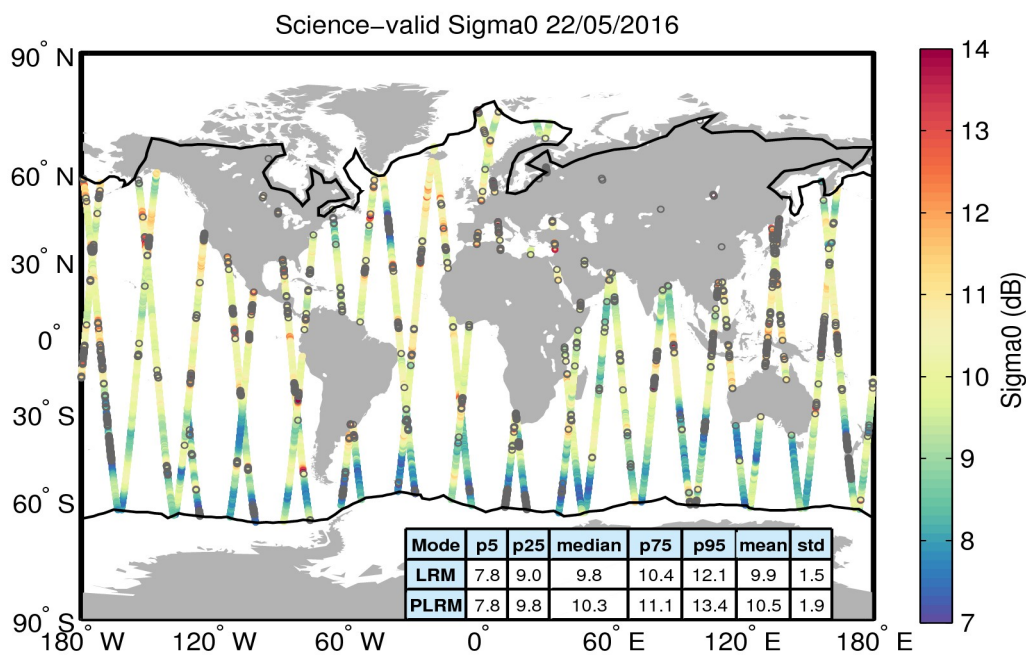 Science−valid Sigma0 22/05/2016
90° N
60° N
30° N
0°
30° S
60° S
90° S
180° W
120° W
60° W
0°
60° E
120° E
180° E
14
13
12
11
10
9
8
7
Sigma0 (dB)
Mode p5 p25 median p75 p95 mean std
LRM 7.8 9.0 9.8 10.4 12.1 9.9 1.5
PLRM 7.8 9.8 10.3 11.1 13.4 10.5 1.9